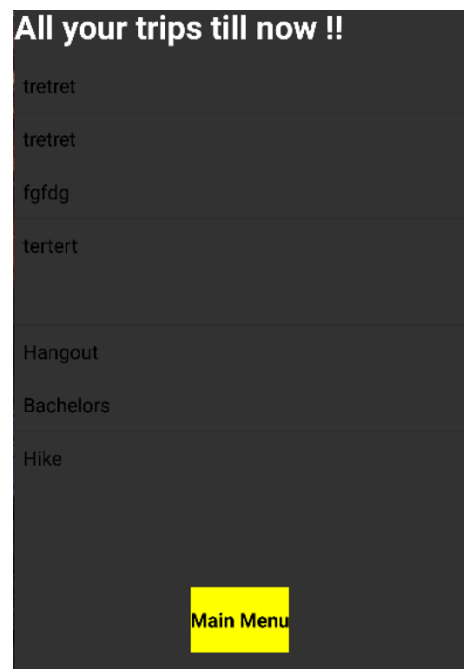 All your trips till now !!
tretret
tretret
fgfdg
tertert
Hangout
Bachelors
Hike
Main Menu